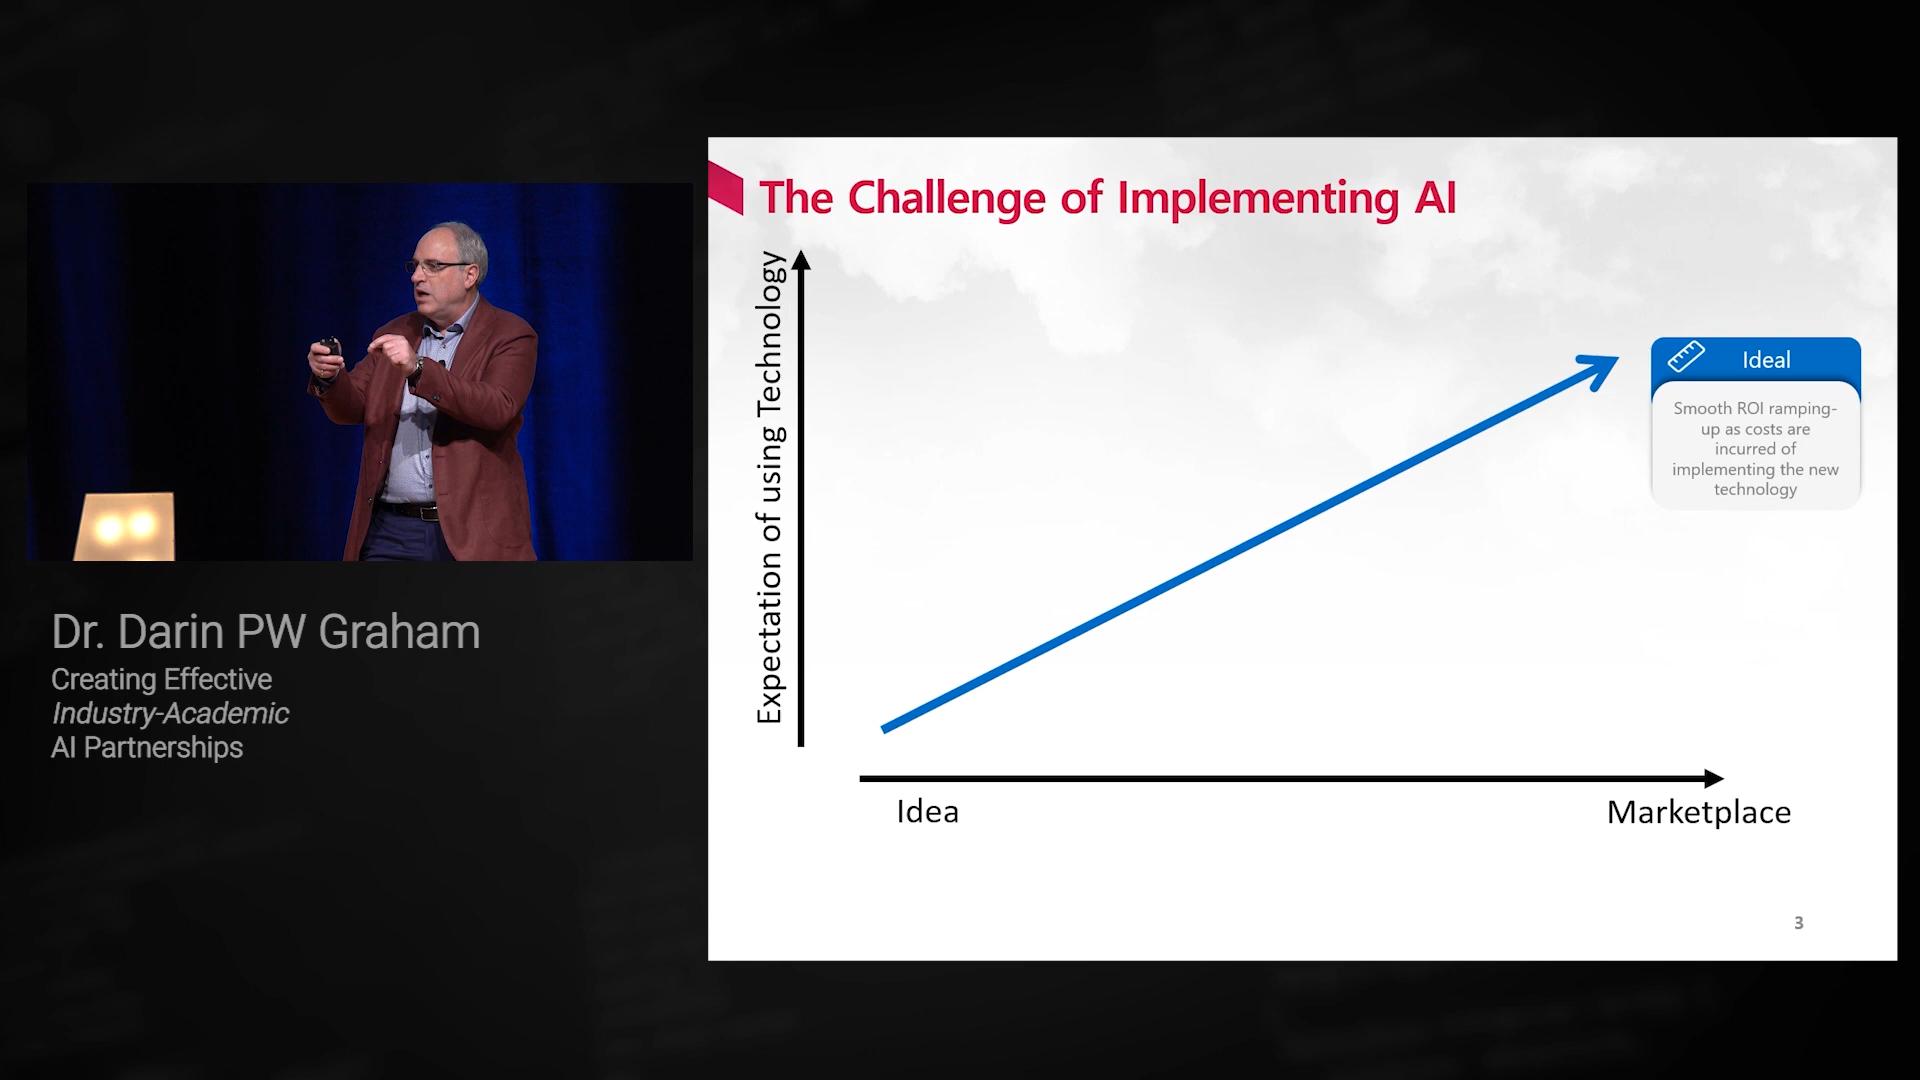 Dr. Darin PW Graham
Creating Effective
Industry-Academic
AI Partnerships
The Challenge of Implementing AI
Expectation of using Technology
Ideal
Smooth ROI ramping-
up as costs are
incurred of
implementing the new
technology
Idea
Marketplace
3